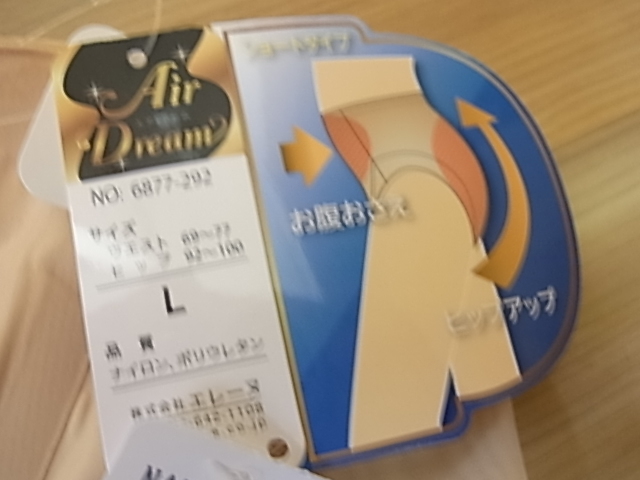 Air
Dream
NO: 6877-292
サイズ
ウエスト 69～77
ヒップ 92～100
L
品質
ナイロン、ポリウレタン
株式会社エレーヌ
642-1108
ショートタイプ
お腹おさえ
ヒップアップ